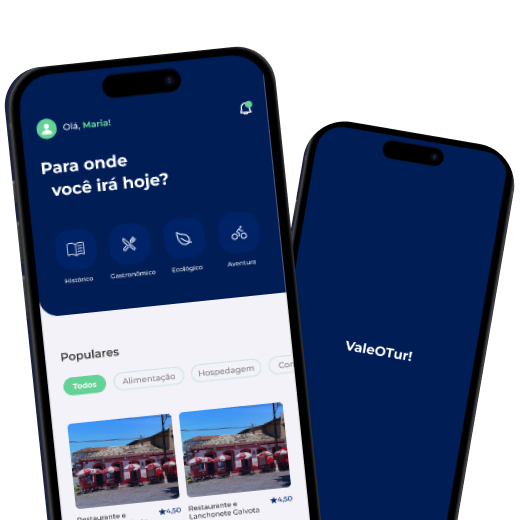 Olá, Maria!
Para onde
você irá hoje?
Histórico
Gastronômico
Ecológico
Aventura
Populares
Todos
Alimentação
Hospedagem
Con
Restaurante e
4,50
Restaurante e
Lanchonete Gaivota
4,50
ValeOTur!